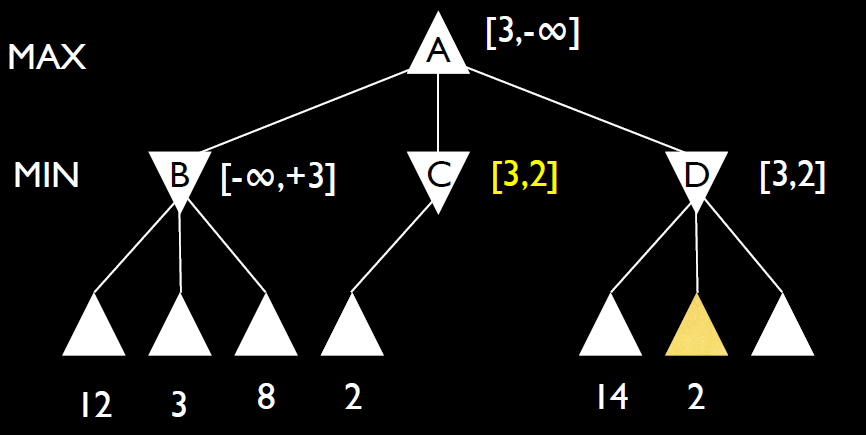 MAX A [3,-∞]
MIN B [-∞,+3] C [3,2] D [3,2]
12 3 8 2 14 2